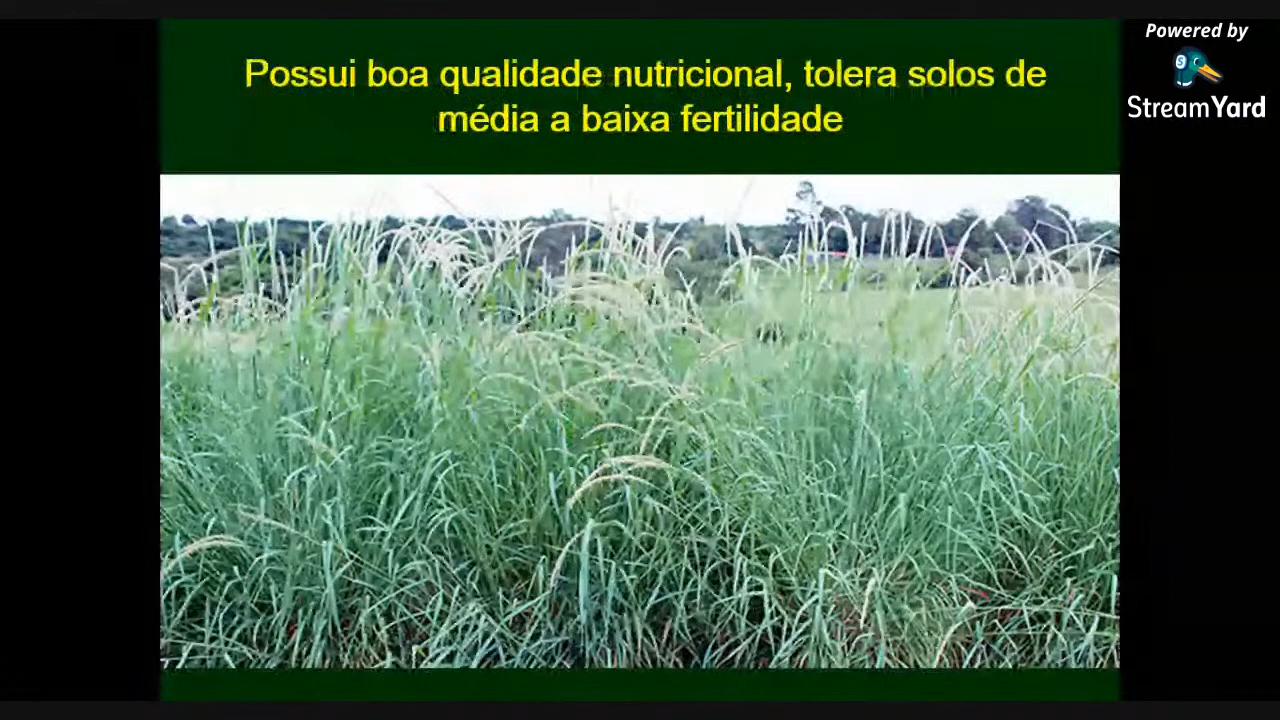 Powered by
StreamYard
Possui boa qualidade nutricional, tolera solos de
média a baixa fertilidade